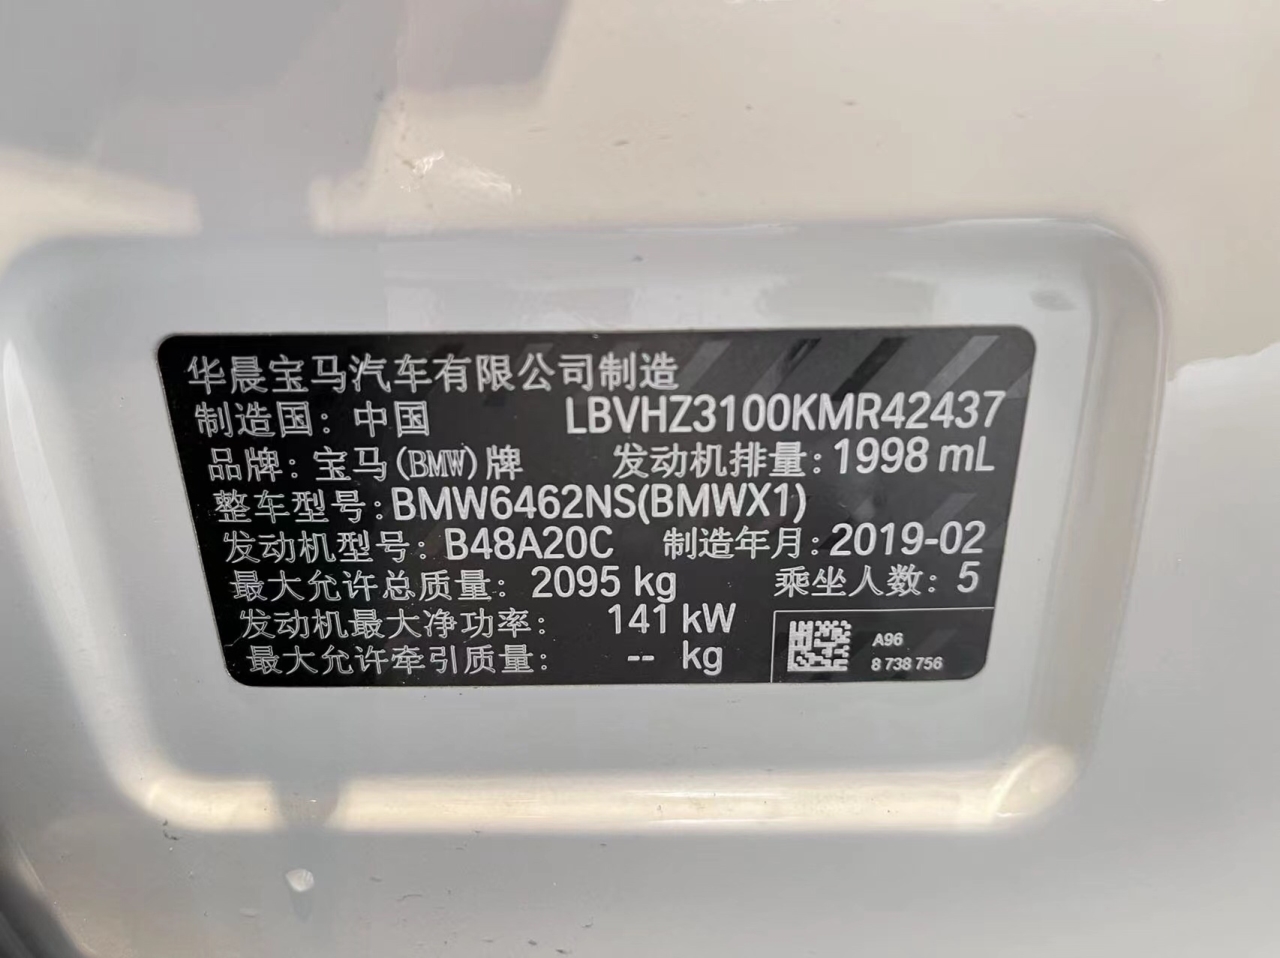 华晨宝马汽车有限公司制造
制造国: 中国 LBVHZ3100KMR42437
品牌: 宝马(BMW)牌 发动机排量: 1998 mL
整车型号: BMW6462NS(BMWX1)
发动机型号: B48A20C 制造年月: 2019-02
最大允许总质量: 2095 kg 乘坐人数: 5
发动机最大净功率: 141 kW
最大允许牵引质量: -- kg
A96
8 738 756